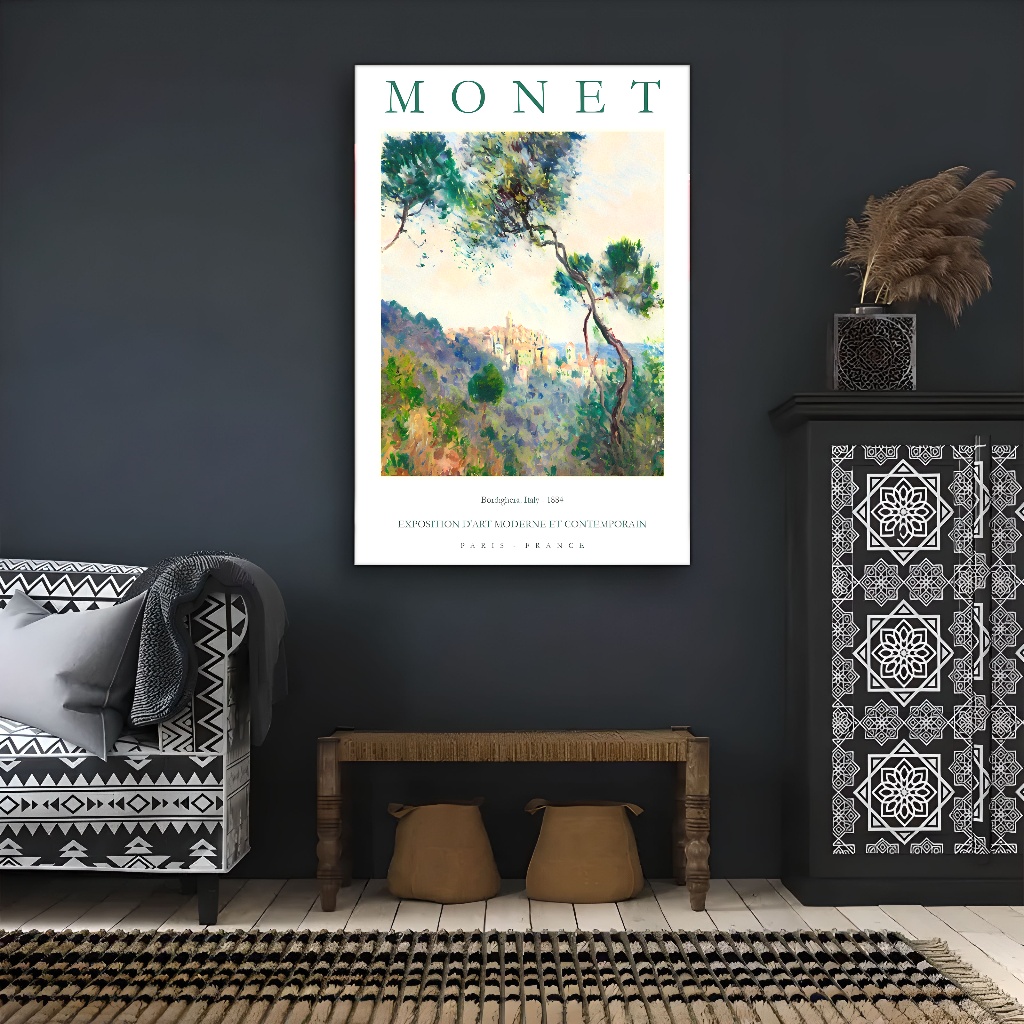 MONET
Bordighera, Italy - 1884
EXPOSITION D'ART MODERNE ET CONTEMPORAIN
PARIS - FRANCE